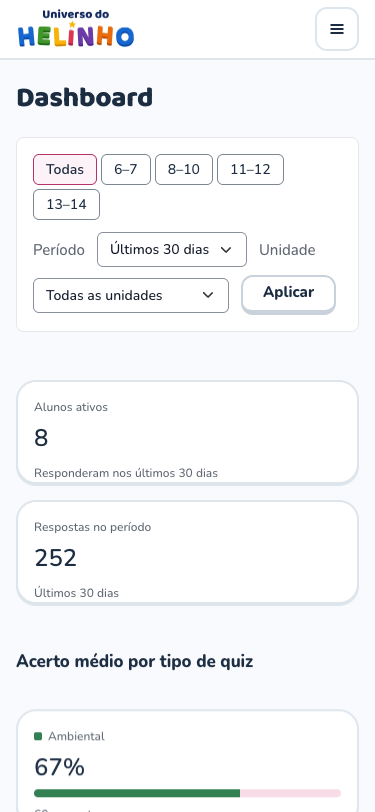 Universo do
HELINHO
Dashboard
Todas 6–7 8–10 11–12
13–14
Período Últimos 30 dias Unidade
Todas as unidades Aplicar
Alunos ativos
8
Responderam nos últimos 30 dias
Respostas no período
252
Últimos 30 dias
Acerto médio por tipo de quiz
Ambiental
67%